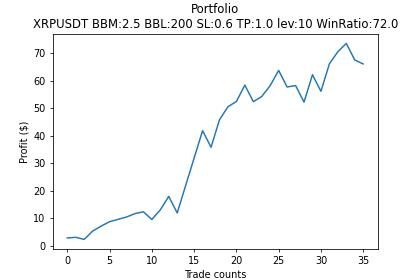 Portfolio
XRPUSDT BBM:2.5 BBL:200 SL:0.6 TP:1.0 lev:10 WinRatio:72.0
Profit ($)
70
60
50
40
30
20
10
0
0 5 10 15 20 25 30 35
Trade counts